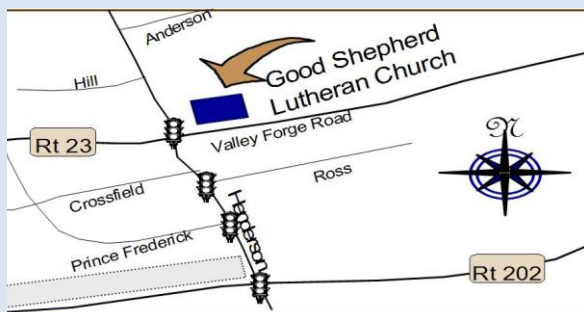 Anderson
Good Shepherd
Lutheran Church
Hill
N
Rt 23
Valley Forge Road
Ross
Crossfield
Henderson
Prince Frederick
Rt 202